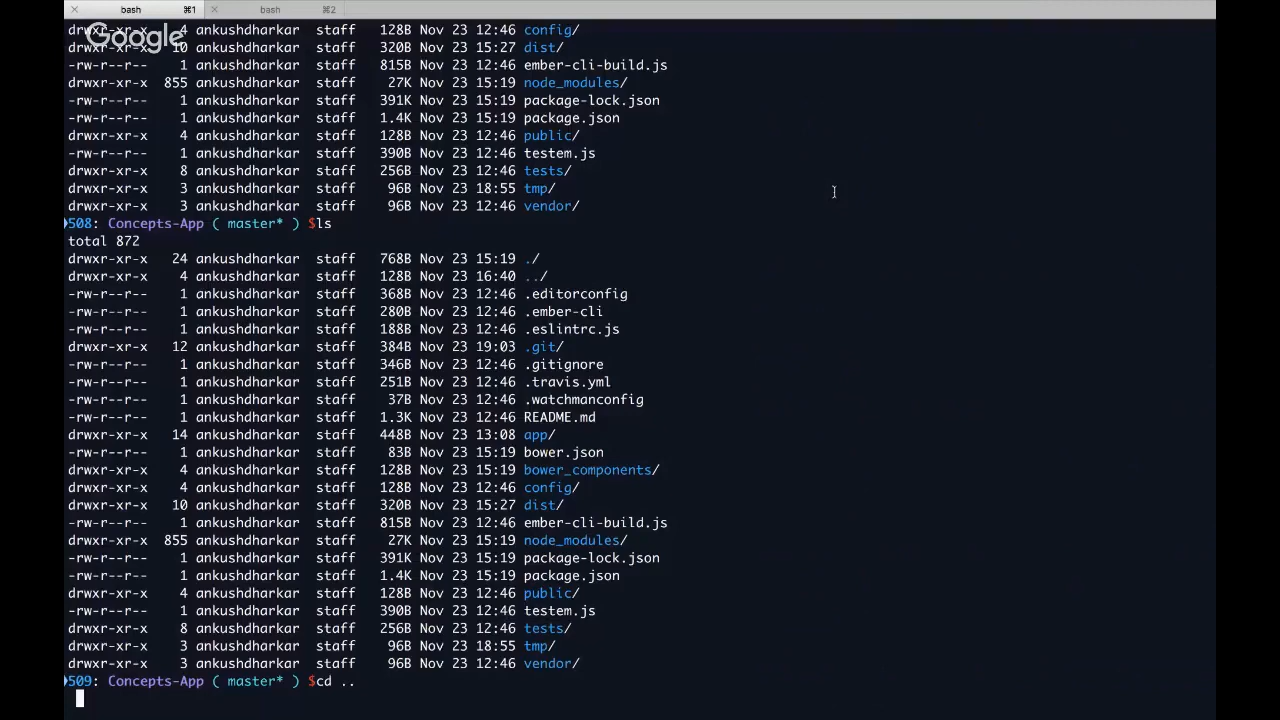 bash ⌘1 bash ⌘2
drwxr-xr-x 4 ankushdharkar staff 128B Nov 23 12:46 config/
Google
drwxr-xr-x 10 ankushdharkar staff 320B Nov 23 15:27 dist/
-rw-r--r-- 1 ankushdharkar staff 815B Nov 23 12:46 ember-cli-build.js
drwxr-xr-x 855 ankushdharkar staff 27K Nov 23 15:19 node_modules/
-rw-r--r-- 1 ankushdharkar staff 391K Nov 23 15:19 package-lock.json
-rw-r--r-- 1 ankushdharkar staff 1.4K Nov 23 15:19 package.json
drwxr-xr-x 4 ankushdharkar staff 128B Nov 23 12:46 public/
-rw-r--r-- 1 ankushdharkar staff 390B Nov 23 12:46 testem.js
drwxr-xr-x 8 ankushdharkar staff 256B Nov 23 12:46 tests/
drwxr-xr-x 3 ankushdharkar staff 96B Nov 23 18:55 tmp/
drwxr-xr-x 3 ankushdharkar staff 96B Nov 23 12:46 vendor/
508: Concepts-App ( master* ) $ls
total 872
drwxr-xr-x 24 ankushdharkar staff 768B Nov 23 15:19 ./
drwxr-xr-x 4 ankushdharkar staff 128B Nov 23 16:40 ../
-rw-r--r-- 1 ankushdharkar staff 368B Nov 23 12:46 .editorconfig
-rw-r--r-- 1 ankushdharkar staff 280B Nov 23 12:46 .ember-cli
-rw-r--r-- 1 ankushdharkar staff 188B Nov 23 12:46 .eslintrc.js
drwxr-xr-x 12 ankushdharkar staff 384B Nov 23 19:03 .git/
-rw-r--r-- 1 ankushdharkar staff 346B Nov 23 12:46 .gitignore
-rw-r--r-- 1 ankushdharkar staff 251B Nov 23 12:46 .travis.yml
-rw-r--r-- 1 ankushdharkar staff 37B Nov 23 12:46 .watchmanconfig
-rw-r--r-- 1 ankushdharkar staff 1.3K Nov 23 12:46 README.md
drwxr-xr-x 14 ankushdharkar staff 448B Nov 23 13:08 app/
-rw-r--r-- 1 ankushdharkar staff 83B Nov 23 15:19 bower.json
drwxr-xr-x 4 ankushdharkar staff 128B Nov 23 15:19 bower_components/
drwxr-xr-x 4 ankushdharkar staff 128B Nov 23 12:46 config/
drwxr-xr-x 10 ankushdharkar staff 320B Nov 23 15:27 dist/
-rw-r--r-- 1 ankushdharkar staff 815B Nov 23 12:46 ember-cli-build.js
drwxr-xr-x 855 ankushdharkar staff 27K Nov 23 15:19 node_modules/
-rw-r--r-- 1 ankushdharkar staff 391K Nov 23 15:19 package-lock.json
-rw-r--r-- 1 ankushdharkar staff 1.4K Nov 23 15:19 package.json
drwxr-xr-x 4 ankushdharkar staff 128B Nov 23 12:46 public/
-rw-r--r-- 1 ankushdharkar staff 390B Nov 23 12:46 testem.js
drwxr-xr-x 8 ankushdharkar staff 256B Nov 23 12:46 tests/
drwxr-xr-x 3 ankushdharkar staff 96B Nov 23 18:55 tmp/
drwxr-xr-x 3 ankushdharkar staff 96B Nov 23 12:46 vendor/
509: Concepts-App ( master* ) $cd ..